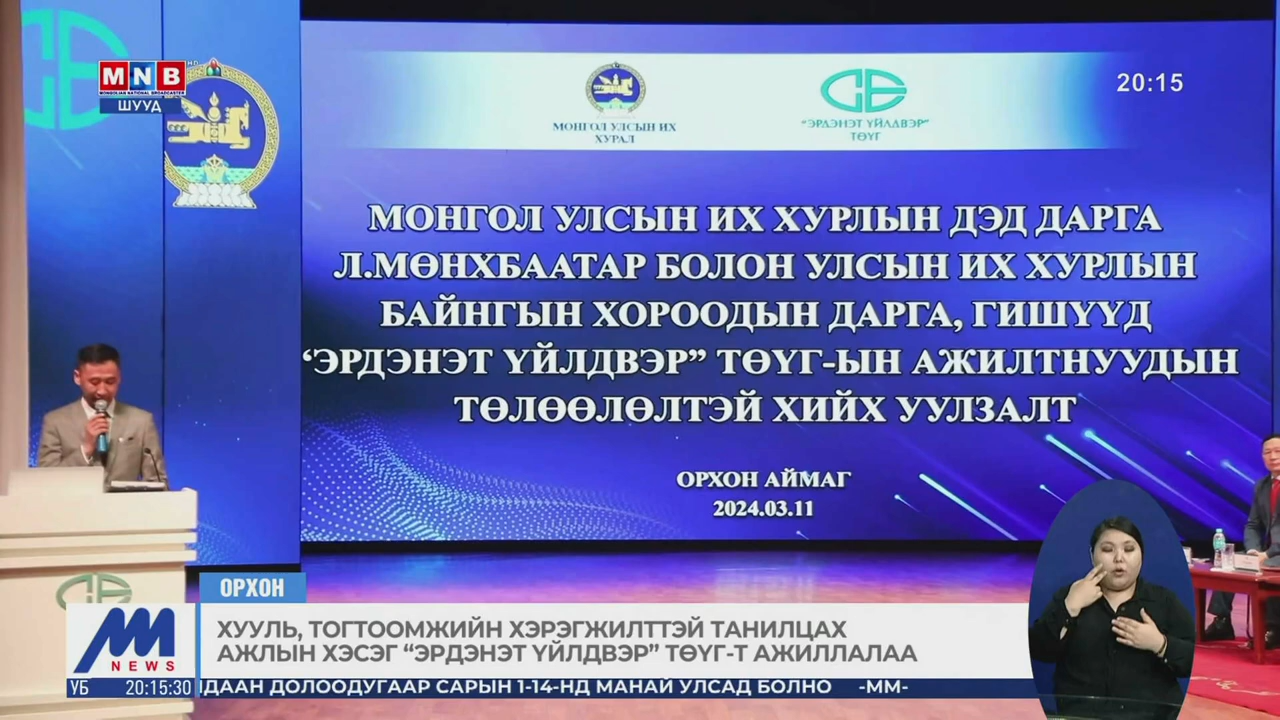 MNB
MONGOLIAN NATIONAL BROADCASTER
ШУУД
20:15
МОНГОЛ УЛСЫН ИХ
ХУРАЛ
“ЭРДЭНЭТ ҮЙЛДВЭР”
ТӨҮГ
МОНГОЛ УЛСЫН ИХ ХУРЛЫН ДЭД ДАРГА
Л.МӨНХБААТАР БОЛОН УЛСЫН ИХ ХУРЛЫН
БАЙНГЫН ХОРООДЫН ДАРГА, ГИШҮҮД
“ЭРДЭНЭТ ҮЙЛДВЭР” ТӨҮГ-ЫН АЖИЛТНУУДЫН
ТӨЛӨӨЛӨЛТЭЙ ХИЙХ УУЛЗАЛТ
ОРХОН АЙМАГ
2024.03.11
ОРХОН
ХУУЛЬ, ТОГТООМЖИЙН ХЭРЭГЖИЛТТЭЙ ТАНИЛЦАХ
АЖЛЫН ХЭСЭГ “ЭРДЭНЭТ ҮЙЛДВЭР” ТӨҮГ-Т АЖИЛЛАЛАА
NEWS
УБ 20:15:30 ДААН ДОЛООДУГААР САРЫН 1-14-НД МАНАЙ УЛСАД БОЛНО -ММ-